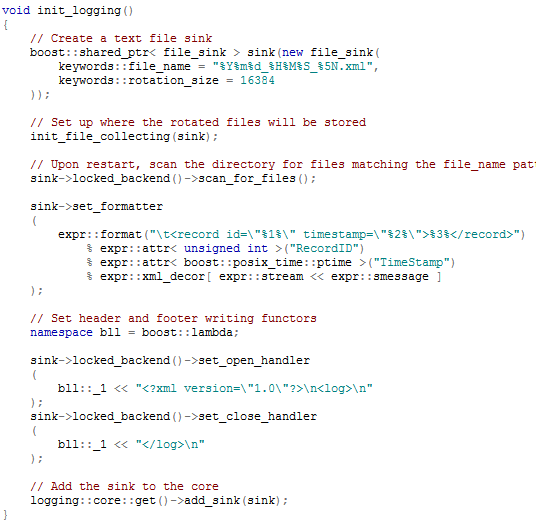 void init_logging()
{
    // Create a text file sink
    boost::shared_ptr< file_sink > sink(new file_sink(
        keywords::file_name = "%Y%m%d_%H%M%S_%5N.xml",
        keywords::rotation_size = 16384
    ));

    // Set up where the rotated files will be stored
    init_file_collecting(sink);

    // Upon restart, scan the directory for files matching the file_name pat
    sink->locked_backend()->scan_for_files();

    sink->set_formatter
    (
        expr::format("\t<record id=\"%1%\" timestamp=\"%2%\">%3%</record>")
            % expr::attr< unsigned int >("RecordID")
            % expr::attr< boost::posix_time::ptime >("TimeStamp")
            % expr::xml_decor[ expr::stream << expr::smessage ]
    );

    // Set header and footer writing functors
    namespace bll = boost::lambda;

    sink->locked_backend()->set_open_handler
    (
        bll::_1 << "<?xml version=\"1.0\"?>\n<log>\n"
    );
    sink->locked_backend()->set_close_handler
    (
        bll::_1 << "</log>\n"
    );

    // Add the sink to the core
    logging::core::get()->add_sink(sink);
}